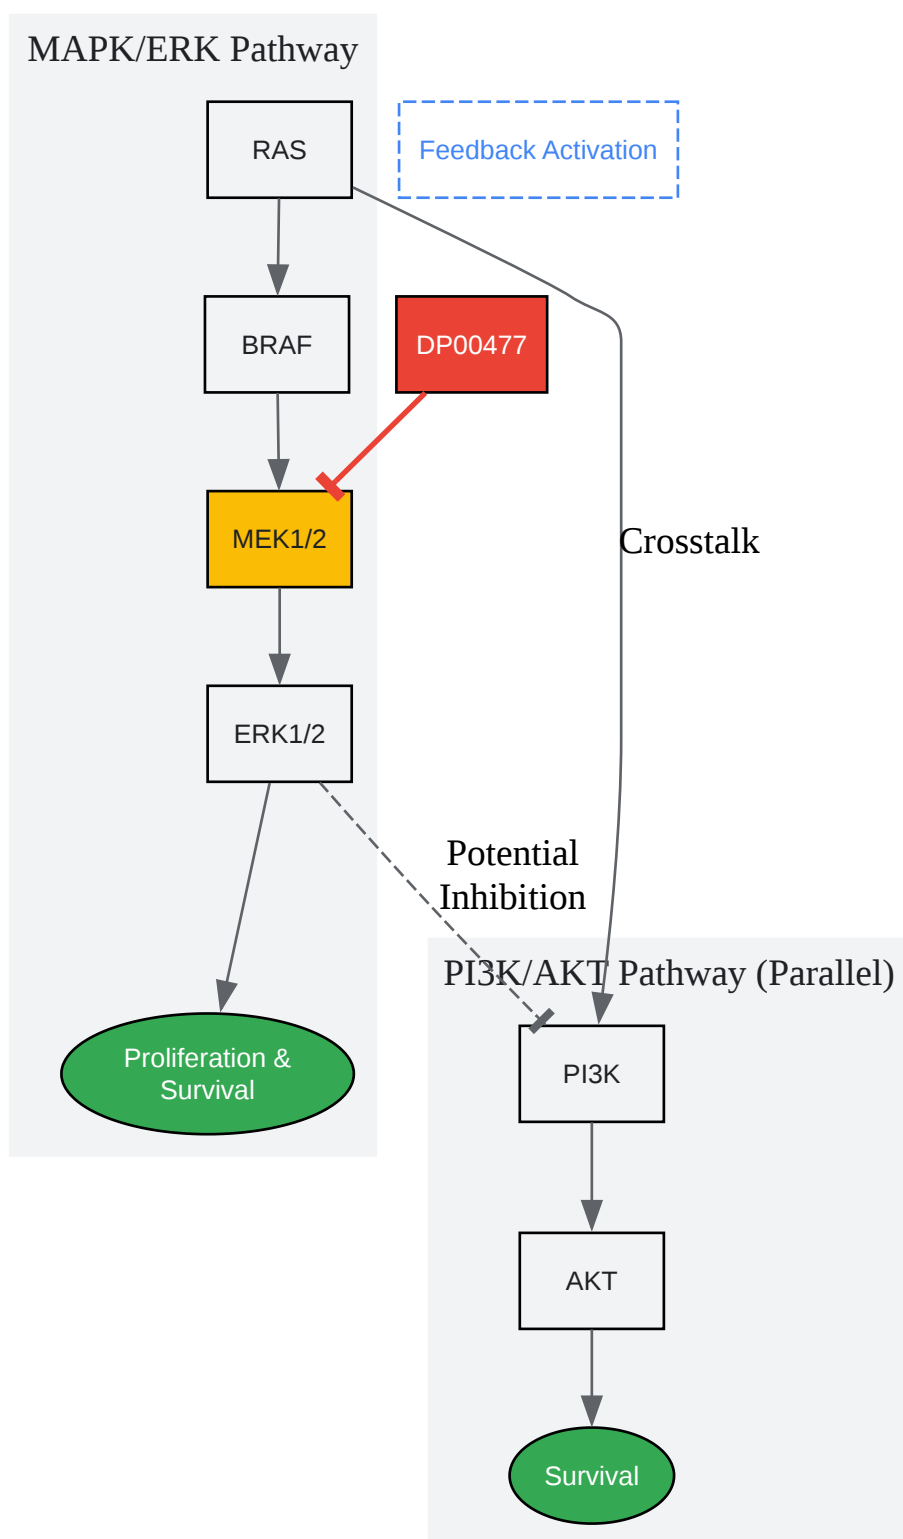 MAPK/ERK Pathway
RAS
Feedback Activation
BRAF
DP00477
MEK1/2
Crosstalk
ERK1/2
Potential
Inhibition
PI3K/AKT Pathway (Parallel)
Proliferation &
Survival
PI3K
AKT
Survival